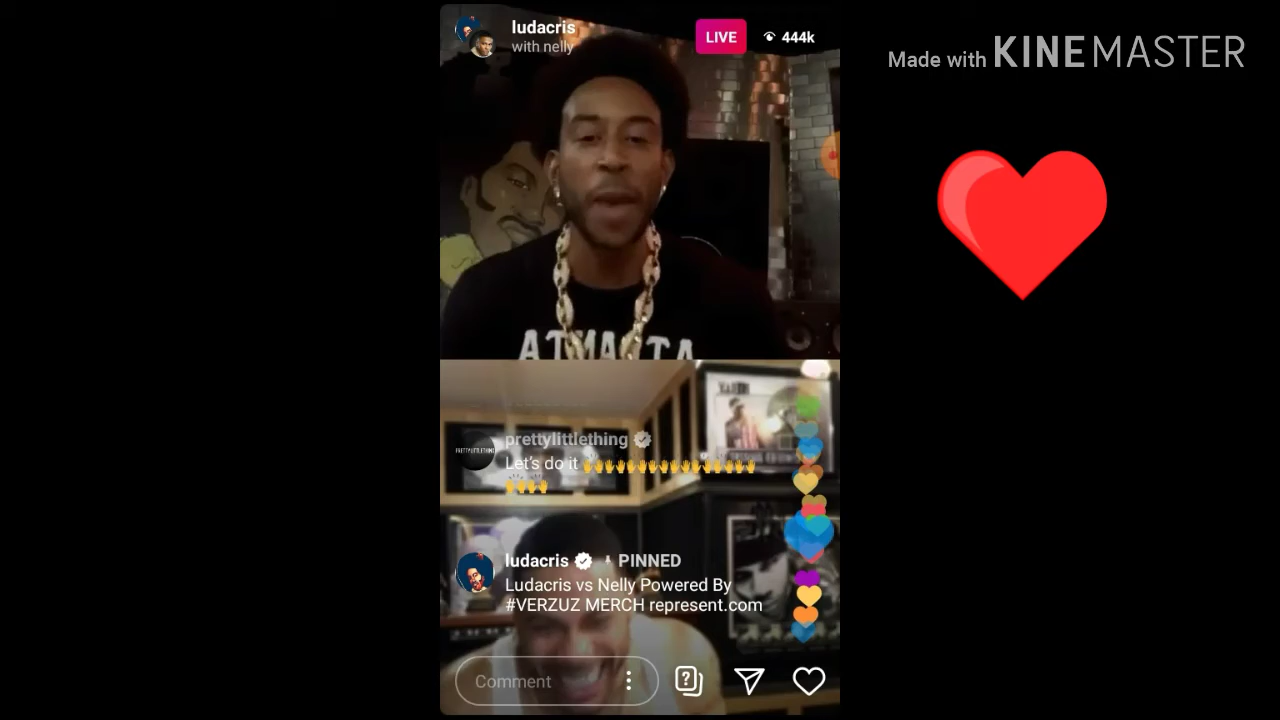 ludacris
with nelly
LIVE
444k
Made with KINEMASTER
ATLANTA
prettylittlething
Let's do it
ludacris PINNED
Ludacris vs Nelly Powered By
#VERZUZ MERCH represent.com
Comment